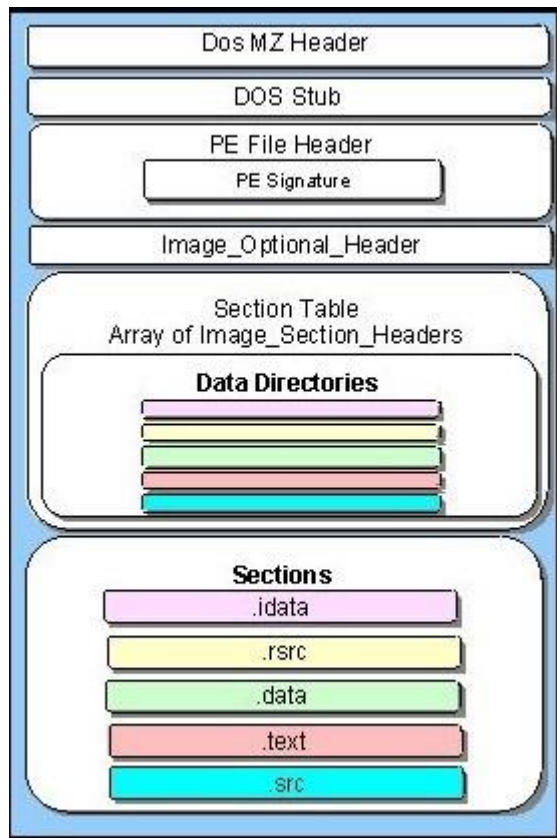 Dos MZ Header
DOS Stub
PE File Header
PE Signature
Image_Optional_Header
Section Table
Array of Image_Section_Headers
Data Directories
Sections
.idata
.rsrc
.data
.text
.src